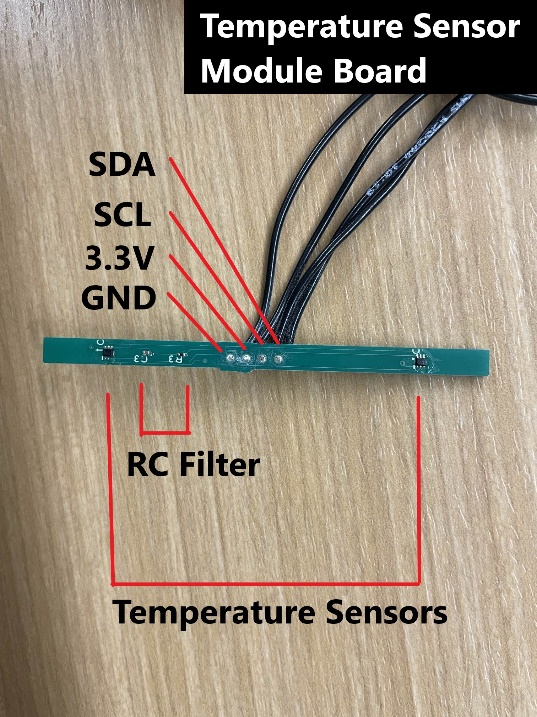 Temperature Sensor
Module Board
SDA
SCL
3.3V
GND
C3
R3
RC Filter
Temperature Sensors